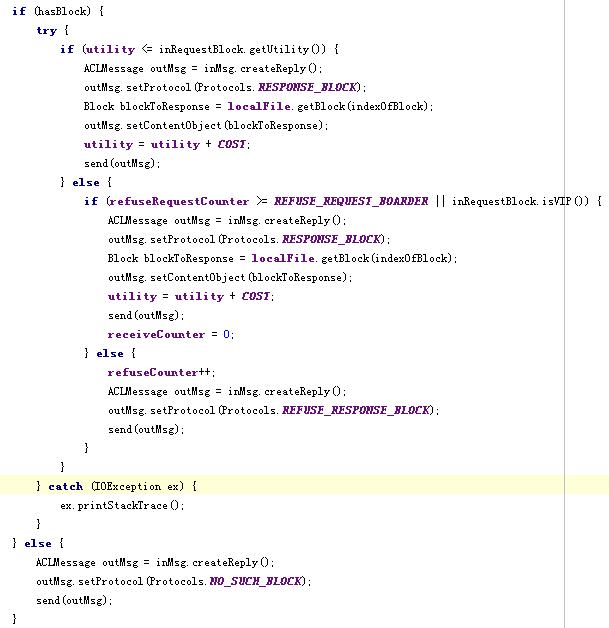 if (hasBlock) {
    try {
        if (utility <= inRequestBlock.getUtility()) {
            ACLMessage outMsg = inMsg.createReply();
            outMsg.setProtocol(Protocols.RESPONSE_BLOCK);
            Block blockToResponse = localFile.getBlock(indexOfBlock);
            outMsg.setContentObject(blockToResponse);
            utility = utility + COST;
            send(outMsg);
        } else {
            if (refuseRequestCounter >= REFUSE_REQUEST_BOARDER || inRequestBlock.isVIP()) {
                ACLMessage outMsg = inMsg.createReply();
                outMsg.setProtocol(Protocols.RESPONSE_BLOCK);
                Block blockToResponse = localFile.getBlock(indexOfBlock);
                outMsg.setContentObject(blockToResponse);
                utility = utility + COST;
                send(outMsg);
                receiveCounter = 0;
            } else {
                refuseCounter++;
                ACLMessage outMsg = inMsg.createReply();
                outMsg.setProtocol(Protocols.REFUSE_RESPONSE_BLOCK);
                send(outMsg);
            }
        }
    } catch (IOException ex) {
        ex.printStackTrace();
    }
} else {
    ACLMessage outMsg = inMsg.createReply();
    outMsg.setProtocol(Protocols.NO_SUCH_BLOCK);
    send(outMsg);
}